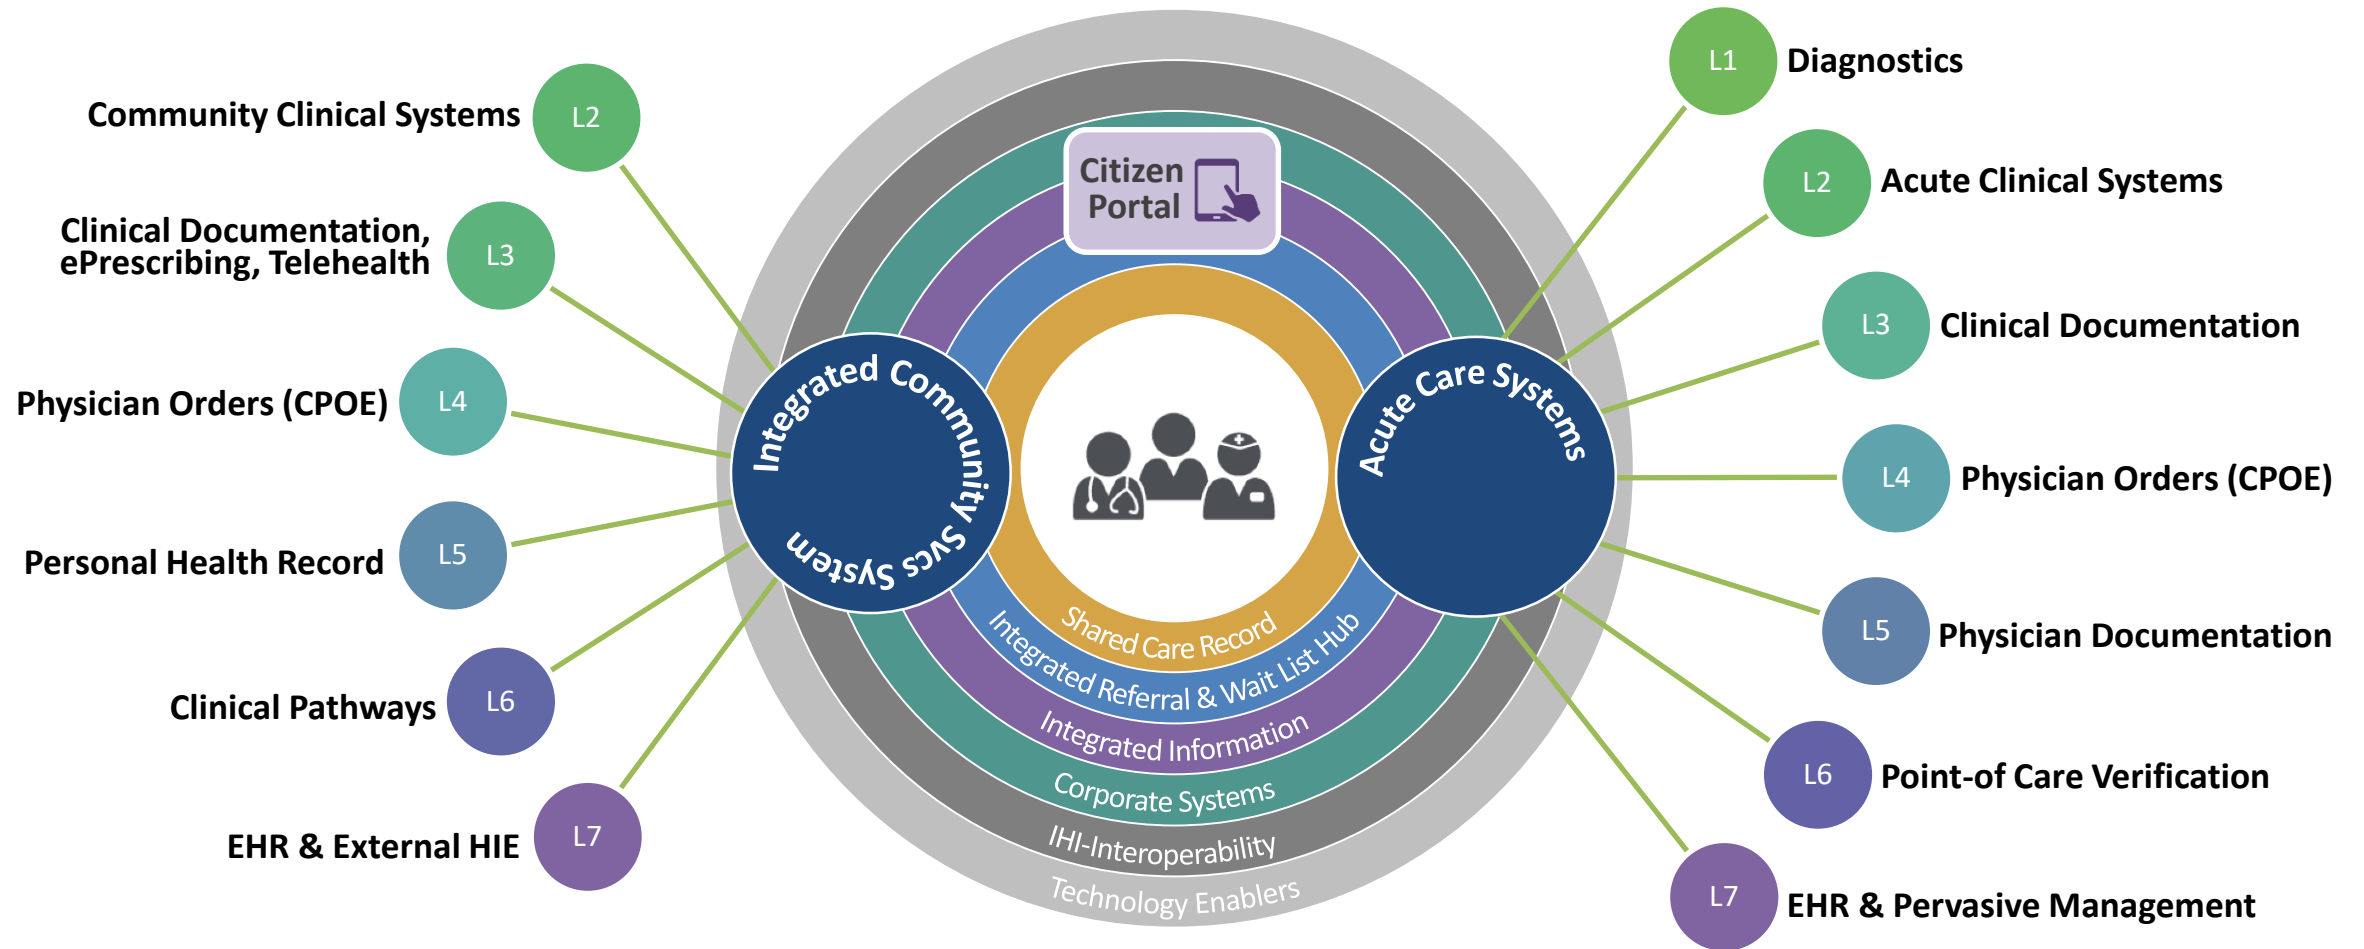 L2
Community Clinical Systems
L3
Clinical Documentation,
ePrescribing, Telehealth
L4
Physician Orders (CPOE)
L5
Personal Health Record
L6
Clinical Pathways
L7
EHR & External HIE
Citizen
Portal
Integrated Community Svcs System
Acute Care Systems
Shared Care Record
Integrated Referral & Wait List Hub
Integrated Information
Corporate Systems
IHI-Interoperability
Technology Enablers
L1
Diagnostics
L2
Acute Clinical Systems
L3
Clinical Documentation
L4
Physician Orders (CPOE)
L5
Physician Documentation
L6
Point-of Care Verification
L7
EHR & Pervasive Management